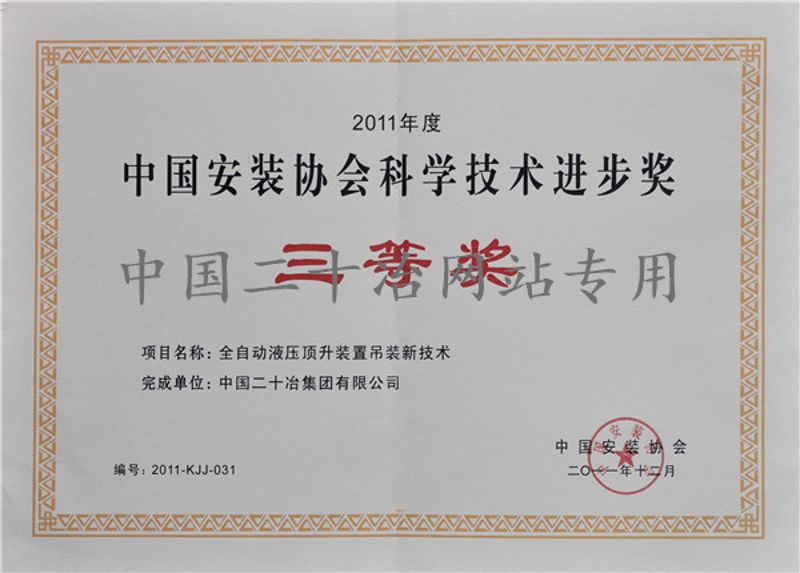 2011年度
中国安装协会科学技术进步奖
三等奖
中国二十冶网站专用
项目名称：全自动液压顶升装置吊装新技术
完成单位：中国二十冶集团有限公司
中国安装协会
二〇一一年十二月
编号：2011-KJJ-031